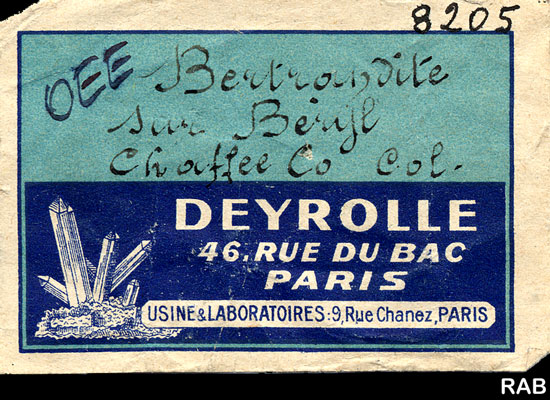 8205
OEE
Bertrandite
sur Béryl
Chaffee Co Col.
DEYROLLE
46, RUE DU BAC
PARIS
USINE & LABORATOIRES: 9, Rue Chanez, PARIS
RAB